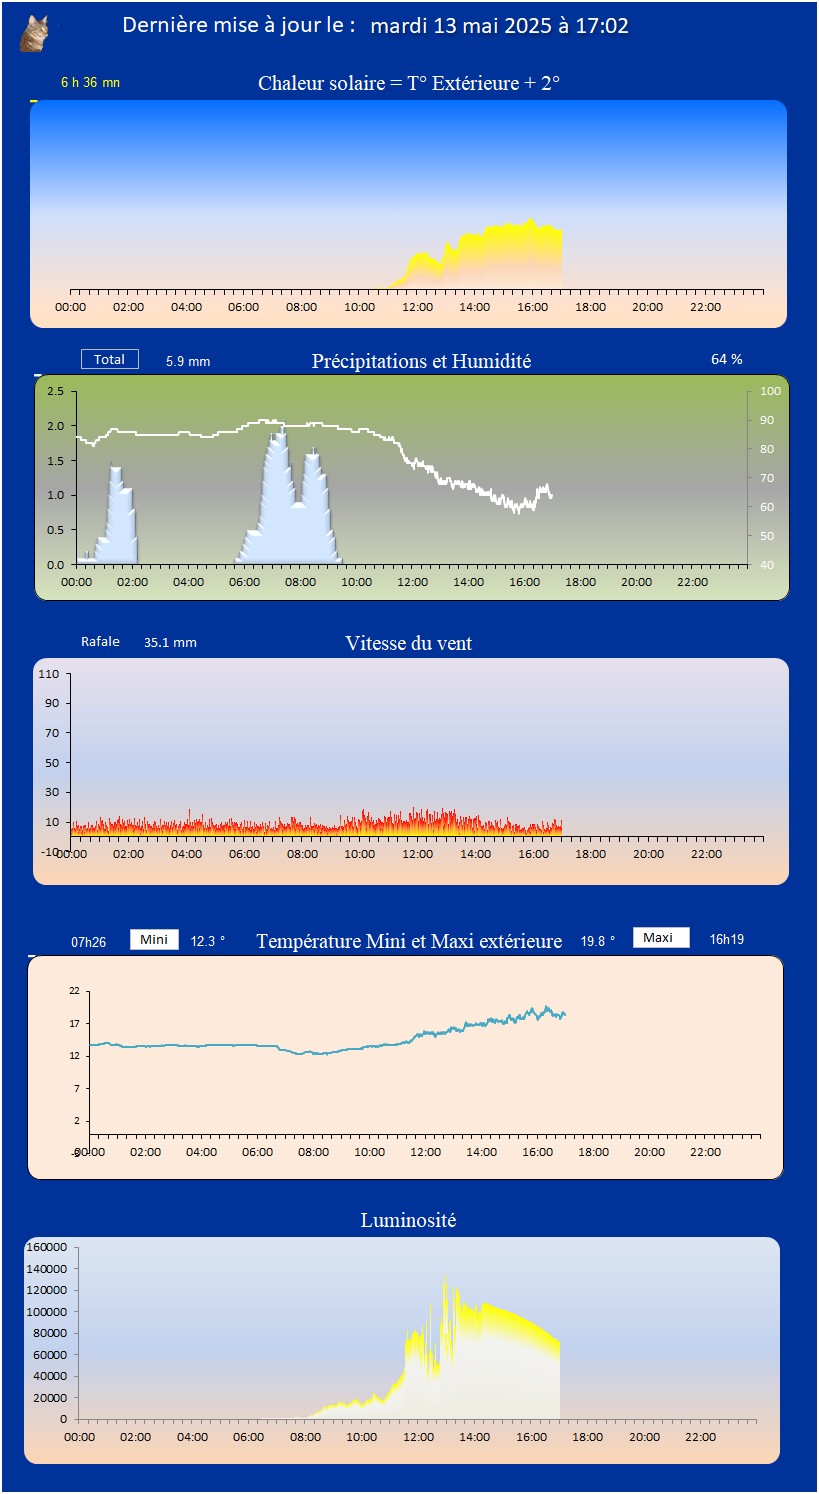 Dernière mise à jour le : mardi 13 mai 2025 à 17:02
6 h 36 mn Chaleur solaire = T° Extérieure + 2°
00:00 02:00 04:00 06:00 08:00 10:00 12:00 14:00 16:00 18:00 20:00 22:00
Total 5.9 mm Précipitations et Humidité 64 %
2.5 100
2.0 90
80
1.5 70
1.0 60
0.5 50
0.0 40
00:00 02:00 04:00 06:00 08:00 10:00 12:00 14:00 16:00 18:00 20:00 22:00
Rafale 35.1 mm Vitesse du vent
110
90
70
50
30
10
-10
00:00 02:00 04:00 06:00 08:00 10:00 12:00 14:00 16:00 18:00 20:00 22:00
07h26 Mini 12.3 ° Température Mini et Maxi extérieure 19.8 ° Maxi 16h19
22
17
12
7
2
00:00 02:00 04:00 06:00 08:00 10:00 12:00 14:00 16:00 18:00 20:00 22:00
Luminosité
160000
140000
120000
100000
80000
60000
40000
20000
0
00:00 02:00 04:00 06:00 08:00 10:00 12:00 14:00 16:00 18:00 20:00 22:00